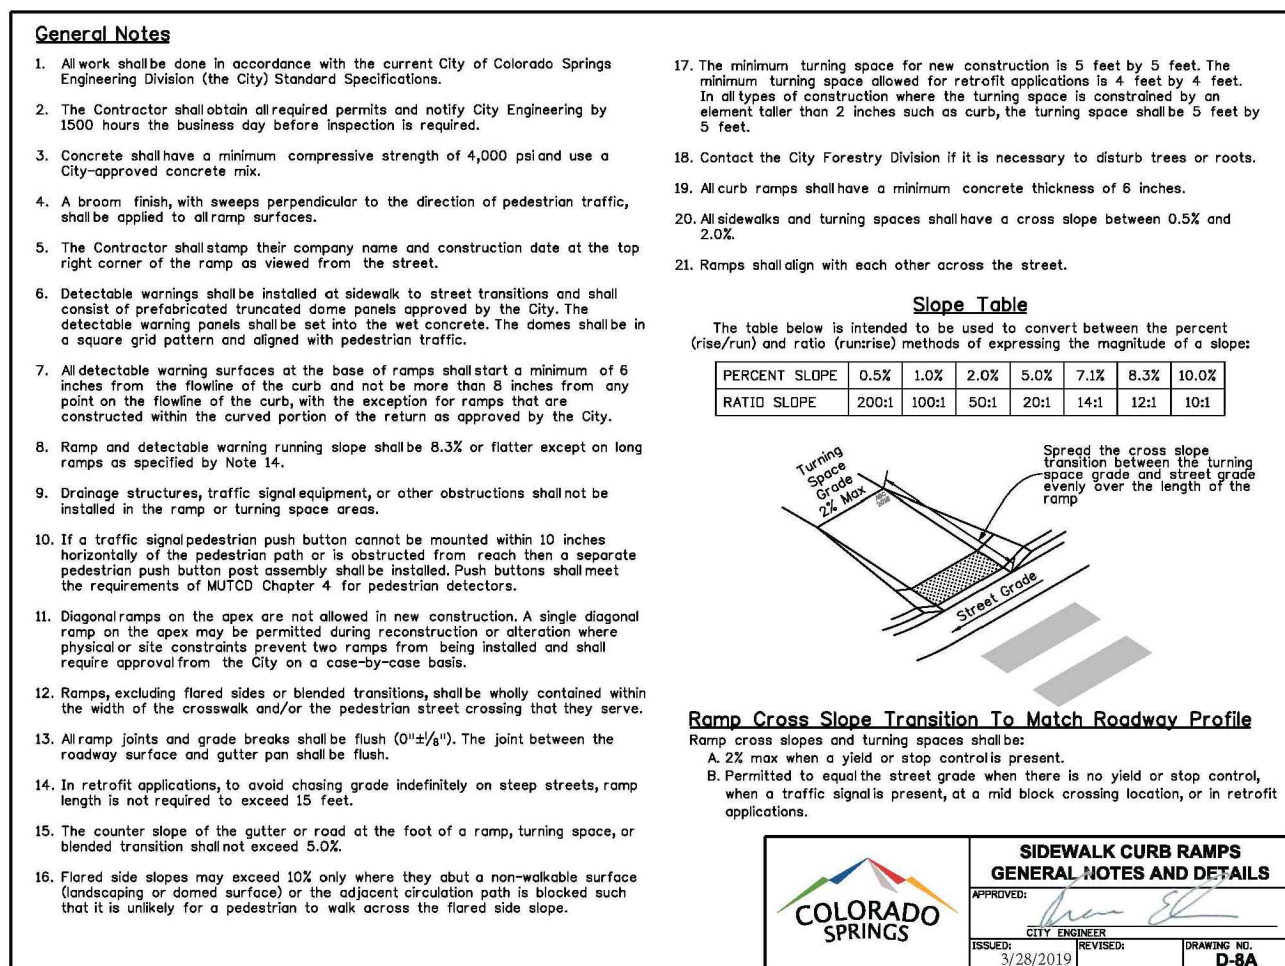 General Notes
1. All work shall be done in accordance with the current City of Colorado Springs
Engineering Division (the City) Standard Specifications.
2. The Contractor shall obtain all required permits and notify City Engineering by
1500 hours the business day before inspection is required.
3. Concrete shall have a minimum compressive strength of 4,000 psi and use a
City-approved concrete mix.
4. A broom finish, with sweeps perpendicular to the direction of pedestrian traffic,
shall be applied to all ramp surfaces.
5. The Contractor shall stamp their company name and construction date at the top
right corner of the ramp as viewed from the street.
6. Detectable warnings shall be installed at sidewalk to street transitions and shall
consist of prefabricated truncated dome panels approved by the City. The
detectable warning panels shall be set into the wet concrete. The domes shall be in
a square grid pattern and aligned with pedestrian traffic.
7. All detectable warning surfaces at the base of ramps shall start a minimum of 6
inches from the flowline of the curb and not be more than 8 inches from any
point on the flowline of the curb, with the exception for ramps that are
constructed within the curved portion of the return as approved by the City.
8. Ramp and detectable warning running slope shall be 8.3% or flatter except on long
ramps as specified by Note 14.
9. Drainage structures, traffic signal equipment, or other obstructions shall not be
installed in the ramp or turning space areas.
10. If a traffic signal pedestrian push button cannot be mounted within 10 inches
horizontally of the pedestrian path or is obstructed from reach then a separate
pedestrian push button post assembly shall be installed. Push buttons shall meet
the requirements of MUTCD Chapter 4 for pedestrian detectors.
11. Diagonal ramps on the apex are not allowed in new construction. A single diagonal
ramp on the apex may be permitted during reconstruction or alteration where
physical or site constraints prevent two ramps from being installed and shall
require approval from the City on a case-by-case basis.
12. Ramps, excluding flared sides or blended transitions, shall be wholly contained within
the width of the crosswalk and/or the pedestrian street crossing that they serve.
13. All ramp joints and grade breaks shall be flush (0"±1/8"). The joint between the
roadway surface and gutter pan shall be flush.
14. In retrofit applications, to avoid chasing grade indefinitely on steep streets, ramp
length is not required to exceed 15 feet.
15. The counter slope of the gutter or road at the foot of a ramp, turning space, or
blended transition shall not exceed 5.0%.
16. Flared side slopes may exceed 10% only where they abut a non-walkable surface
(landscaping or domed surface) or the adjacent circulation path is blocked such
that it is unlikely for a pedestrian to walk across the flared side slope.
17. The minimum turning space for new construction is 5 feet by 5 feet. The
minimum turning space allowed for retrofit applications is 4 feet by 4 feet.
In all types of construction where the turning space is constrained by an
element taller than 2 inches such as curb, the turning space shall be 5 feet by
5 feet.
18. Contact the City Forestry Division if it is necessary to disturb trees or roots.
19. All curb ramps shall have a minimum concrete thickness of 6 inches.
20. All sidewalks and turning spaces shall have a cross slope between 0.5% and
2.0%.
21. Ramps shall align with each other across the street.
Slope Table
The table below is intended to be used to convert between the percent
(rise/run) and ratio (run:rise) methods of expressing the magnitude of a slope:
PERCENT SLOPE 0.5% 1.0% 2.0% 5.0% 7.1% 8.3% 10.0%
RATIO SLOPE 200:1 100:1 50:1 20:1 14:1 12:1 10:1
Turning
Space
Grade
2% Max
Spread the cross slope
transition between the turning
space grade and street grade
evenly over the length of the
ramp
Street Grade
Ramp Cross Slope Transition To Match Roadway Profile
Ramp cross slopes and turning spaces shall be:
A. 2% max when a yield or stop control is present.
B. Permitted to equal the street grade when there is no yield or stop control,
when a traffic signal is present, at a mid block crossing location, or in retrofit
applications.
COLORADO
SPRINGS
SIDEWALK CURB RAMPS
GENERAL NOTES AND DETAILS
APPROVED:
CITY ENGINEER
ISSUED: REVISED: DRAWING NO.
3/28/2019 D-8A